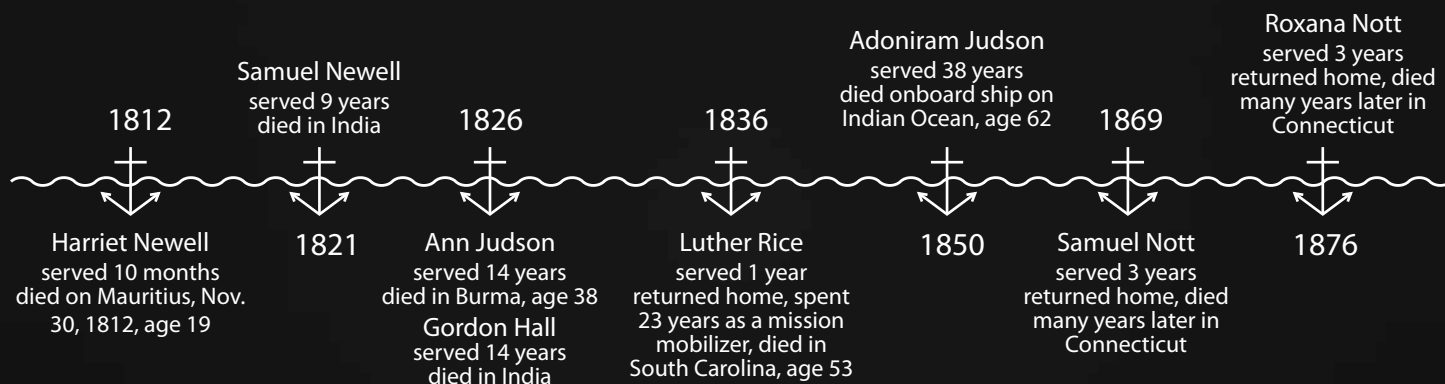 1812
Harriet Newell
served 10 months
died on Mauritius, Nov.
30, 1812, age 19
Samuel Newell
served 9 years
died in India
1821
1826
Ann Judson
served 14 years
died in Burma, age 38
Gordon Hall
served 14 years
died in India
1836
Luther Rice
served 1 year
returned home, spent
23 years as a mission
mobilizer, died in
South Carolina, age 53
Adoniram Judson
served 38 years
died onboard ship on
Indian Ocean, age 62
1850
1869
Samuel Nott
served 3 years
returned home, died
many years later in
Connecticut
Roxana Nott
served 3 years
returned home, died
many years later in
Connecticut
1876